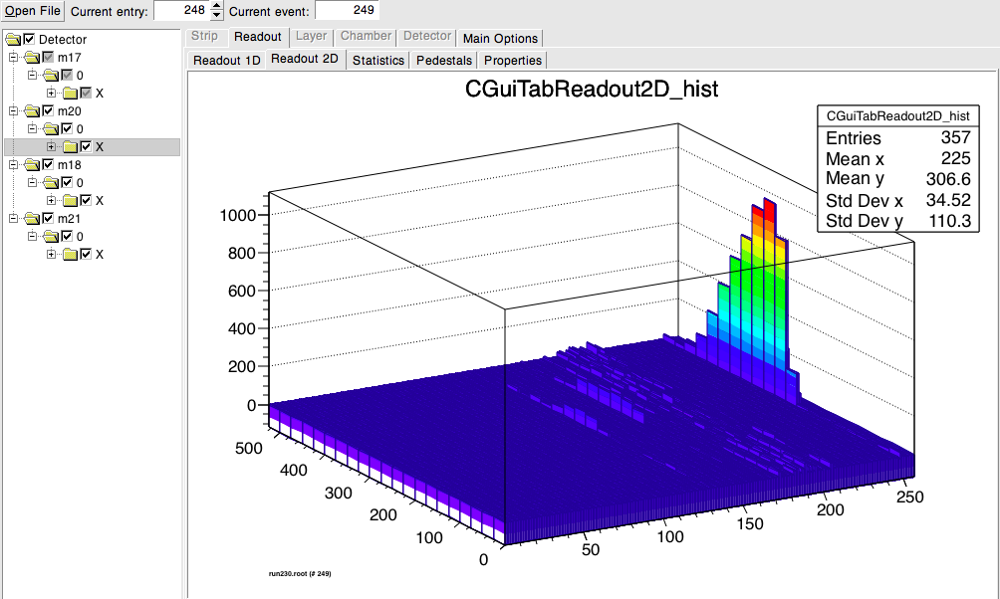 Open File Current entry: 248 Current event: 249
Detector
m17
0
X
m20
0
X
m18
0
X
m21
0
X
Strip Readout Layer Chamber Detector Main Options
Readout 1D Readout 2D Statistics Pedestals Properties
CGuiTabReadout2D_hist
CGuiTabReadout2D_hist
Entries 357
Mean x 225
Mean y 306.6
Std Dev x 34.52
Std Dev y 110.3
1000
800
600
400
200
0
500
400
300
200
100
0
50
100
150
200
250
run230.root (# 249)